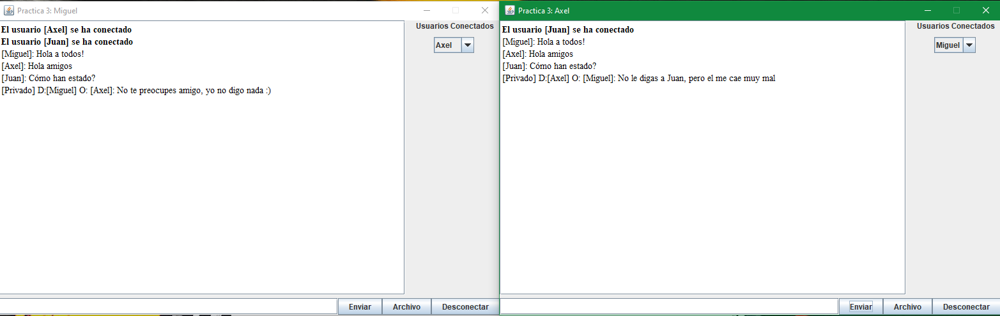 Practica 3: Miguel
El usuario [Axel] se ha conectado
El usuario [Juan] se ha conectado
[Miguel]: Hola a todos!
[Axel]: Hola amigos
[Juan]: Cómo han estado?
[Privado] D:[Miguel] O: [Axel]: No te preocupes amigo, yo no digo nada :)
Usuarios Conectados
Axel
Enviar
Archivo
Desconectar
Practica 3: Axel
El usuario [Juan] se ha conectado
[Miguel]: Hola a todos!
[Axel]: Hola amigos
[Juan]: Cómo han estado?
[Privado] D:[Axel] O: [Miguel]: No le digas a Juan, pero el me cae muy mal
Usuarios Conectados
Miguel
Enviar
Archivo
Desconectar